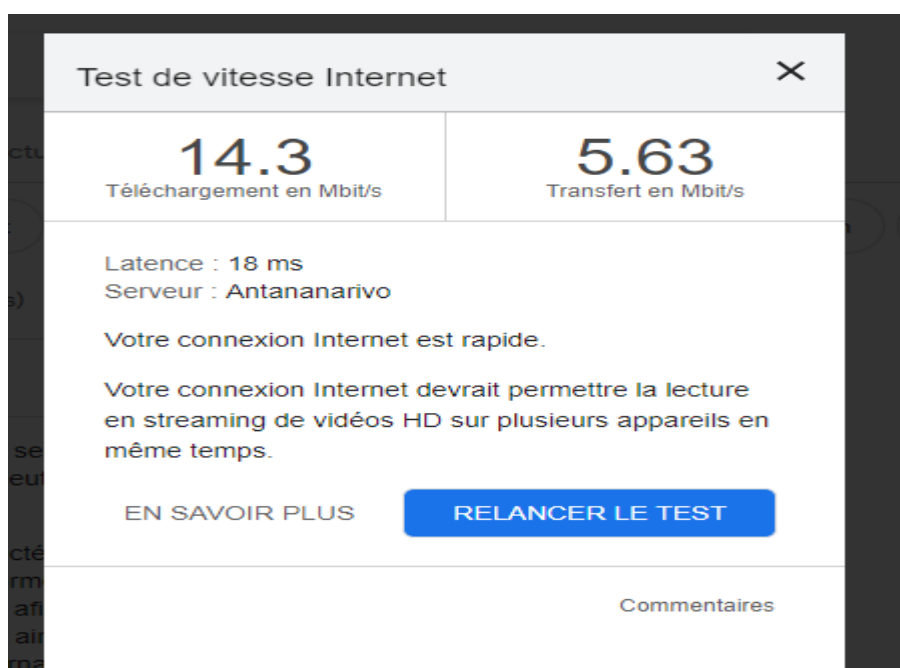 Test de vitesse Internet
14.3
Téléchargement en Mbit/s
5.63
Transfert en Mbit/s
Latence : 18 ms
Serveur : Antananarivo
Votre connexion Internet est rapide.
Votre connexion Internet devrait permettre la lecture
en streaming de vidéos HD sur plusieurs appareils en
même temps.
EN SAVOIR PLUS
RELANCER LE TEST
Commentaires